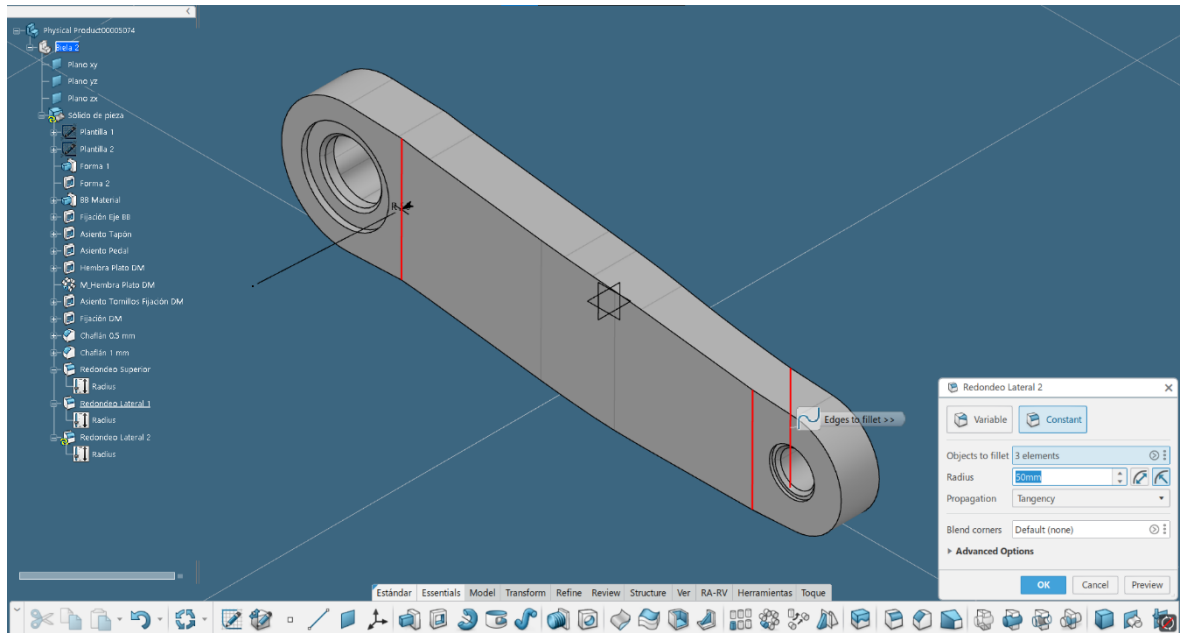 Physical Product00005074
Biela 2
Plano xy
Plano yz
Plano zx
Sólido de pieza
Plantilla 1
Plantilla 2
Forma 1
Forma 2
BB Material
Fijación Eje BB
Asiento Tapón
Asiento Pedal
Hembra Plato DM
M_Hembra Plato DM
Asiento Tornillos Fijación DM
Fijación DM
Chaflán 0.5 mm
Chaflán 1 mm
Redondeo Superior
Radius
Redondeo Lateral 1
Radius
Redondeo Lateral 2
Radius
R
Edges to fillet >>
Redondeo Lateral 2
Variable
Constant
Objects to fillet 3 elements
Radius 50mm
Propagation Tangency
Blend corners Default (none)
Advanced Options
OK Cancel Preview
Estándar Essentials Model Transform Refine Review Structure Ver RA-RV Herramientas Toque